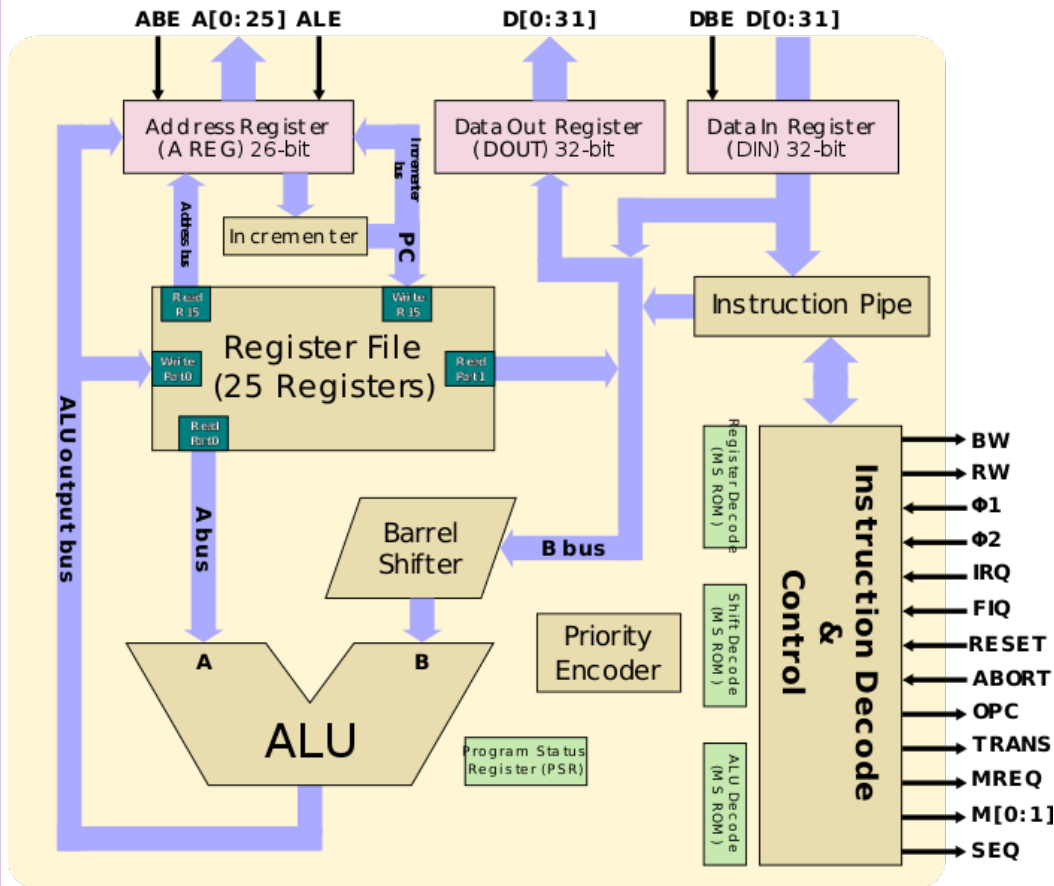 ABE A[0:25] ALE
D[0:31]
DBE D[0:31]
Address Register
(A REG) 26-bit
Data Out Register
(DOUT) 32-bit
Data In Register
(DIN) 32-bit
Incrementer
bus
Address bus
Incrementer
PC
Read
R15
Write
R15
Instruction Pipe
Register File
(25 Registers)
Write
Port0
Read
Port1
Read
Port0
ALU output bus
A bus
Barrel
Shifter
B bus
Register Decode
(MS ROM)
Shift Decode
(MS ROM)
ALU Decode
(MS ROM)
Instruction Decode
&
Control
Priority
Encoder
A
B
ALU
Program Status
Register (PSR)
BW
RW
Φ1
Φ2
IRQ
FIQ
RESET
ABORT
OPC
TRANS
MREQ
M[0:1]
SEQ